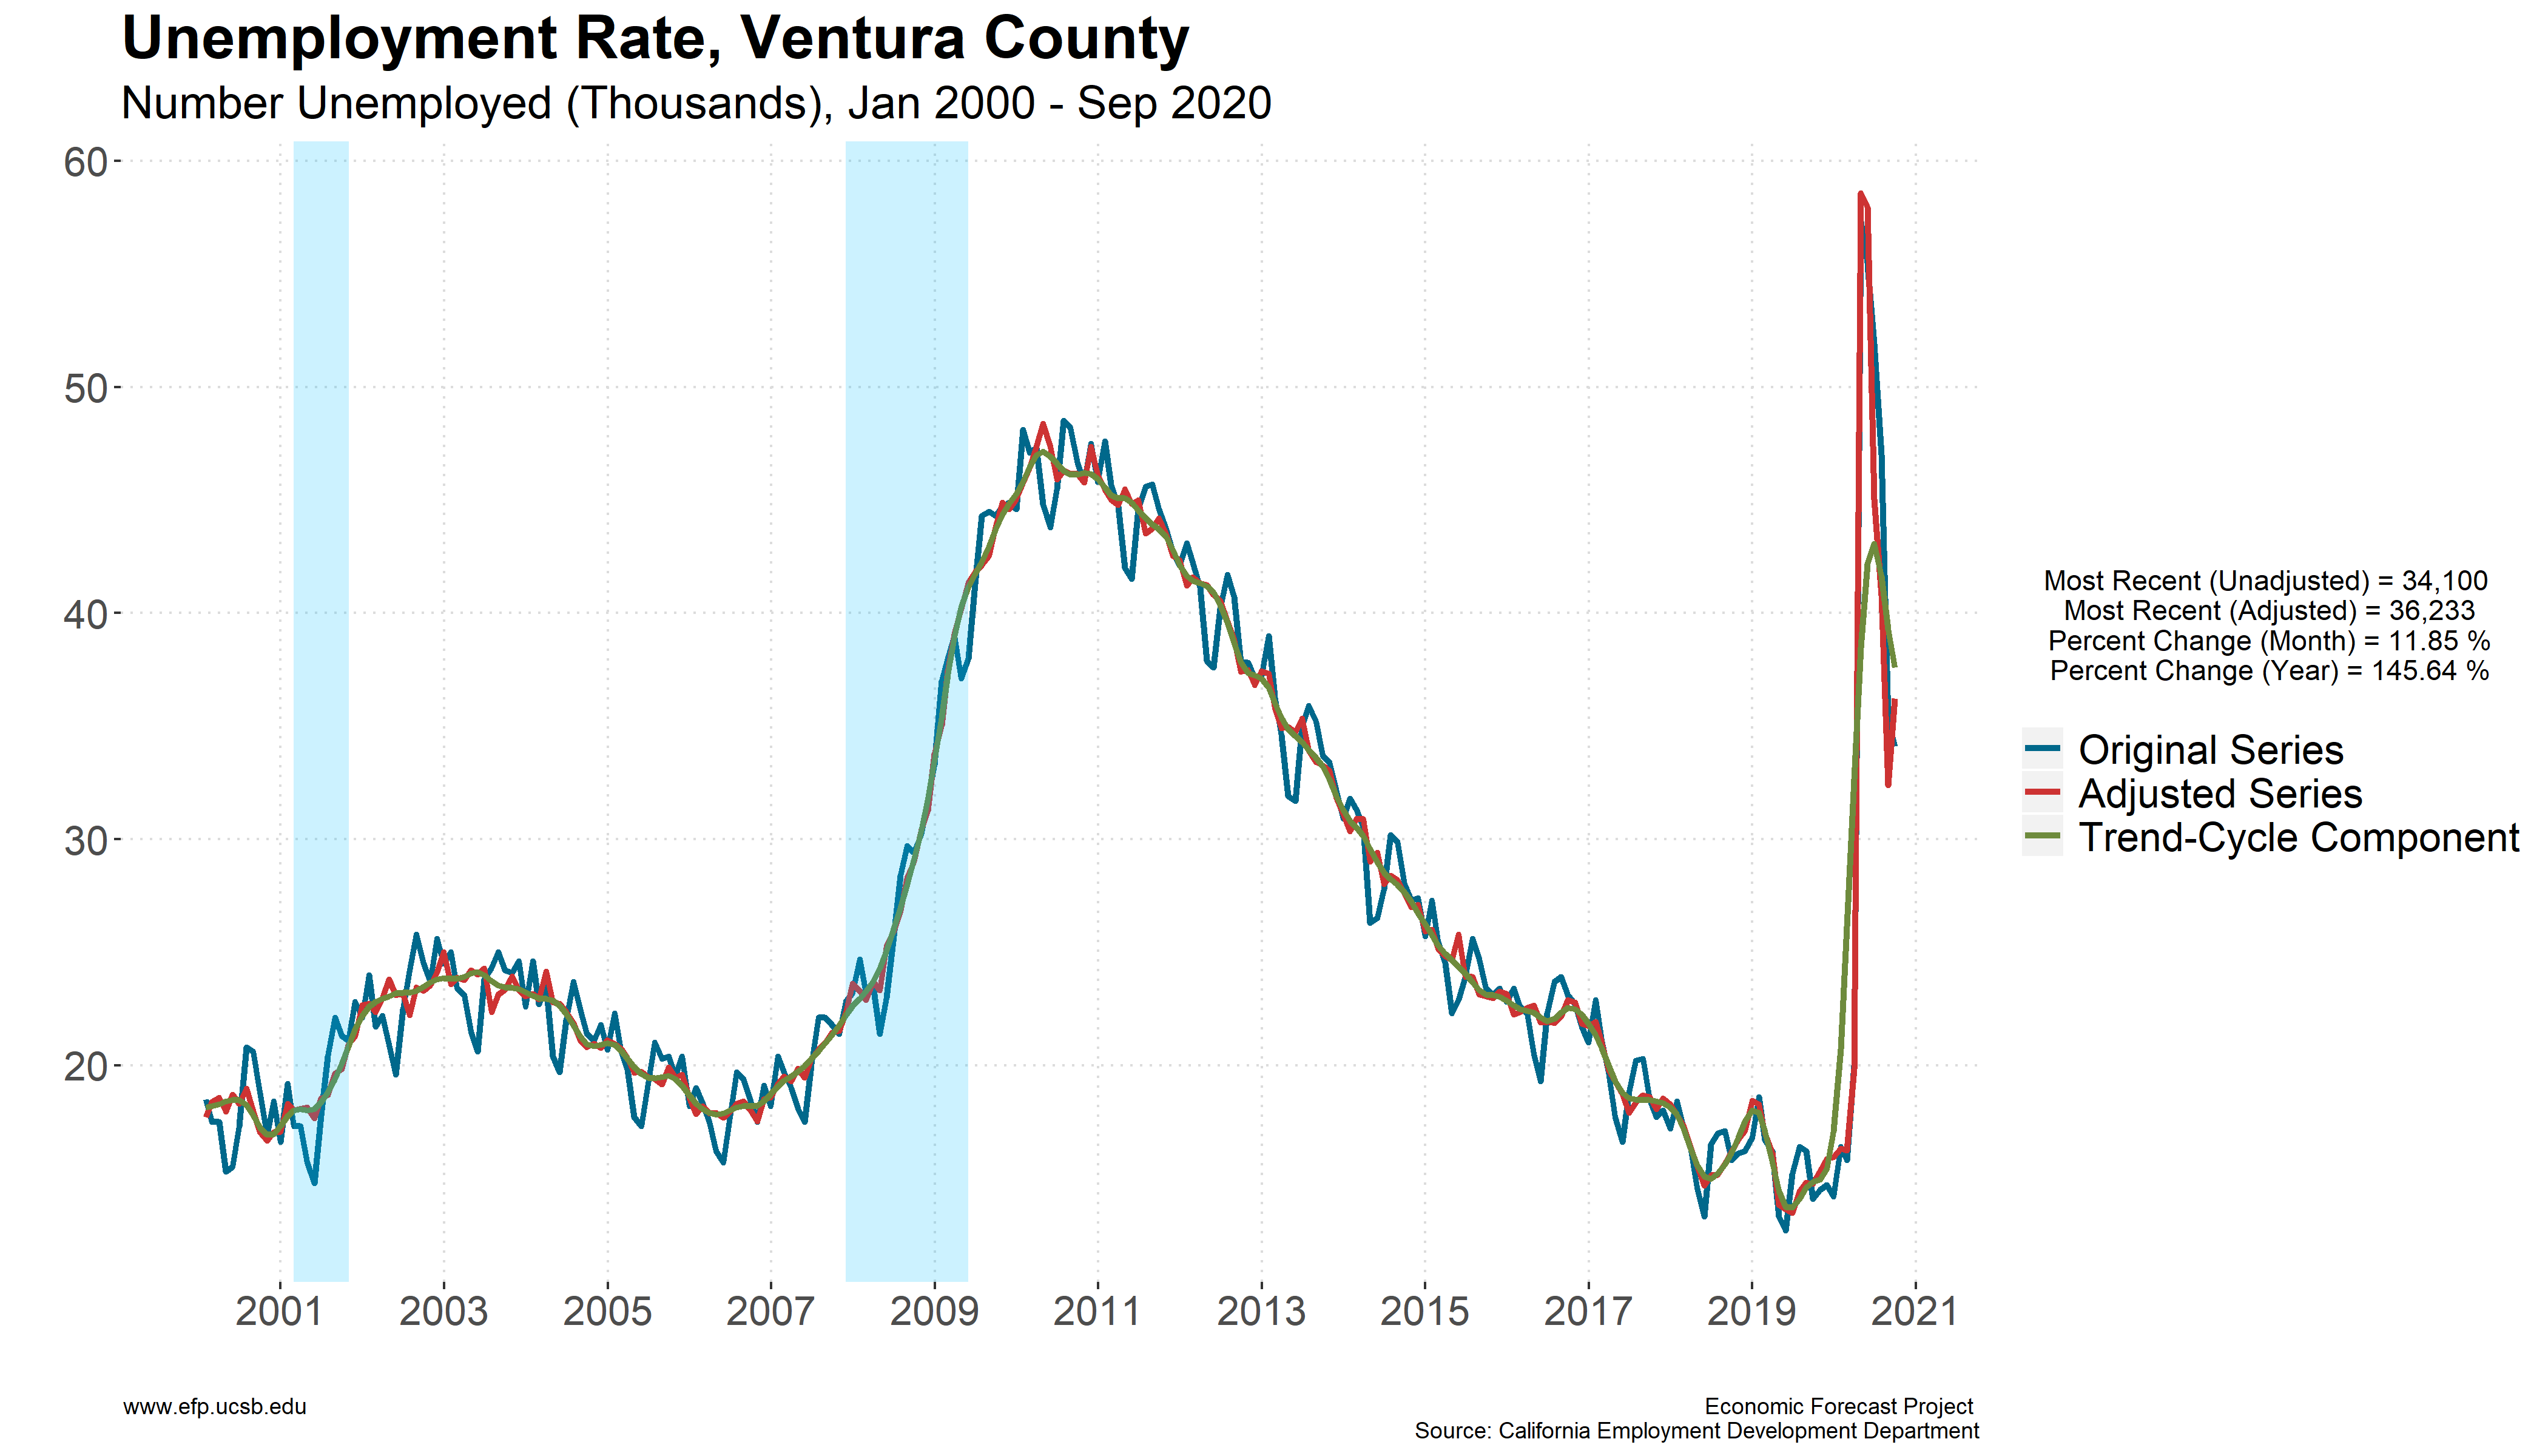 Unemployment Rate, Ventura County
Number Unemployed (Thousands), Jan 2000 - Sep 2020
60
50
40
30
20
2001 2003 2005 2007 2009 2011 2013 2015 2017 2019 2021
Most Recent (Unadjusted) = 34,100
Most Recent (Adjusted) = 36,233
Percent Change (Month) = 11.85 %
Percent Change (Year) = 145.64 %
Original Series
Adjusted Series
Trend-Cycle Component
www.efp.ucsb.edu
Economic Forecast Project
Source: California Employment Development Department